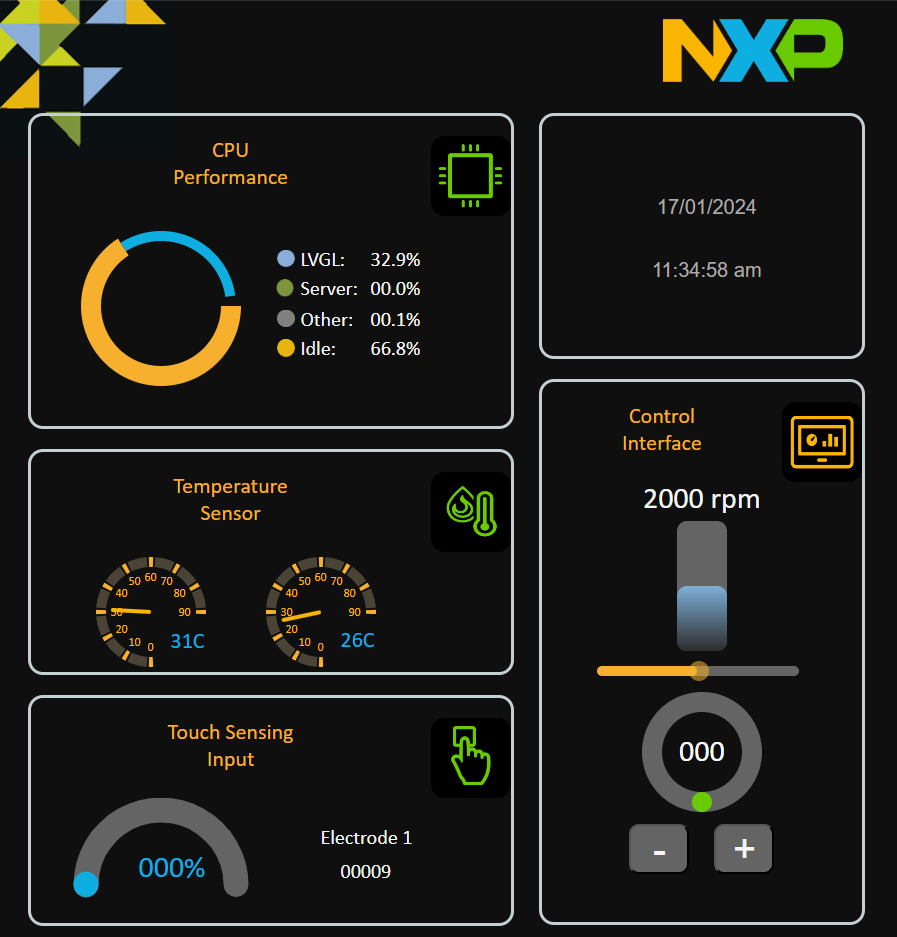 NXP
CPU
Performance
LVGL: 32.9%
Server: 00.0%
Other: 00.1%
Idle: 66.8%
17/01/2024
11:34:58 am
Temperature
Sensor
0 10 20 30 40 50 60 70 80 90
31C
0 10 20 30 40 50 60 70 80 90
26C
Touch Sensing
Input
000%
Electrode 1
00009
Control
Interface
2000 rpm
000
- +